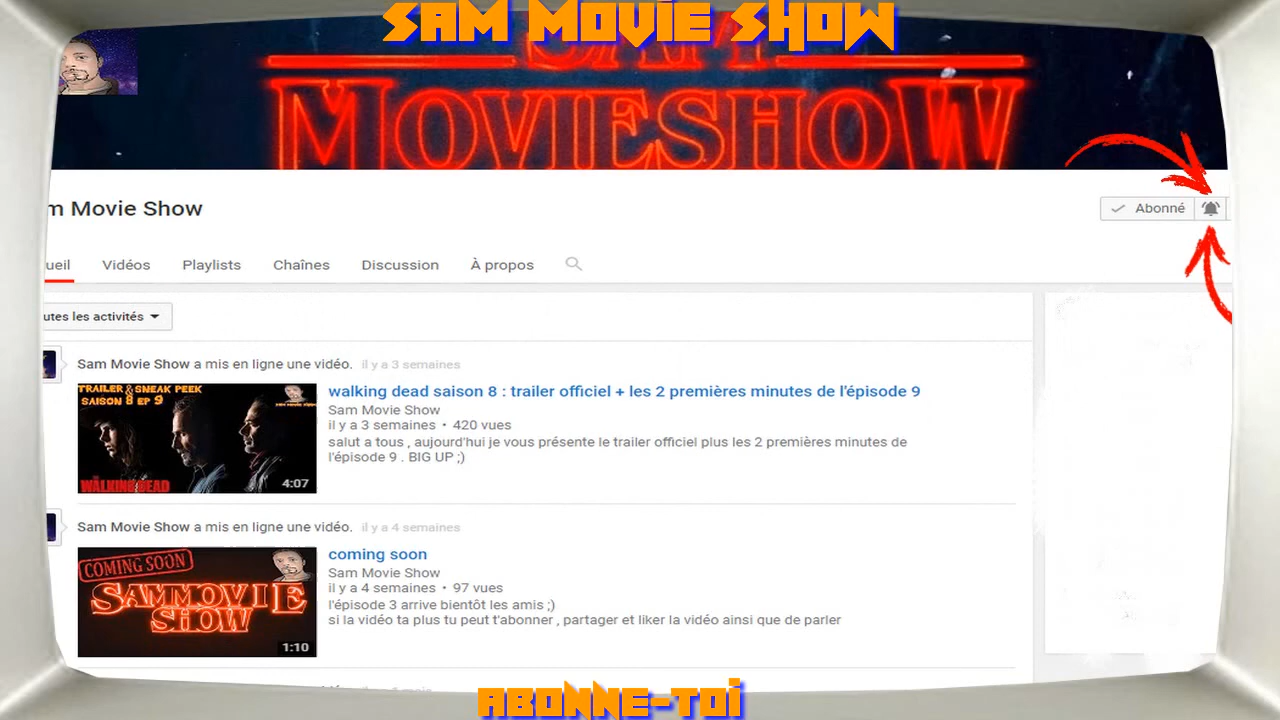 SAM MOVIE SHOW
SAM
MOVIESHOW
m Movie Show
Abonné
ueil Vidéos Playlists Chaînes Discussion À propos
utes les activités
Sam Movie Show a mis en ligne une vidéo. il y a 3 semaines
TRAILER & SNEAK PEEK
SAISON 8 EP 9
THE WALKING DEAD
4:07
walking dead saison 8 : trailer officiel + les 2 premières minutes de l'épisode 9
Sam Movie Show
il y a 3 semaines • 420 vues
salut a tous , aujourd'hui je vous présente le trailer officiel plus les 2 premières minutes de
l'épisode 9 . BIG UP ;)
Sam Movie Show a mis en ligne une vidéo. il y a 4 semaines
COMING SOON
SAMMOVIE
SHOW
1:10
coming soon
Sam Movie Show
il y a 4 semaines • 97 vues
l'épisode 3 arrive bientôt les amis ;)
si la vidéo ta plus tu peut t'abonner , partager et liker la vidéo ainsi que de parler
ABONNE-TOI